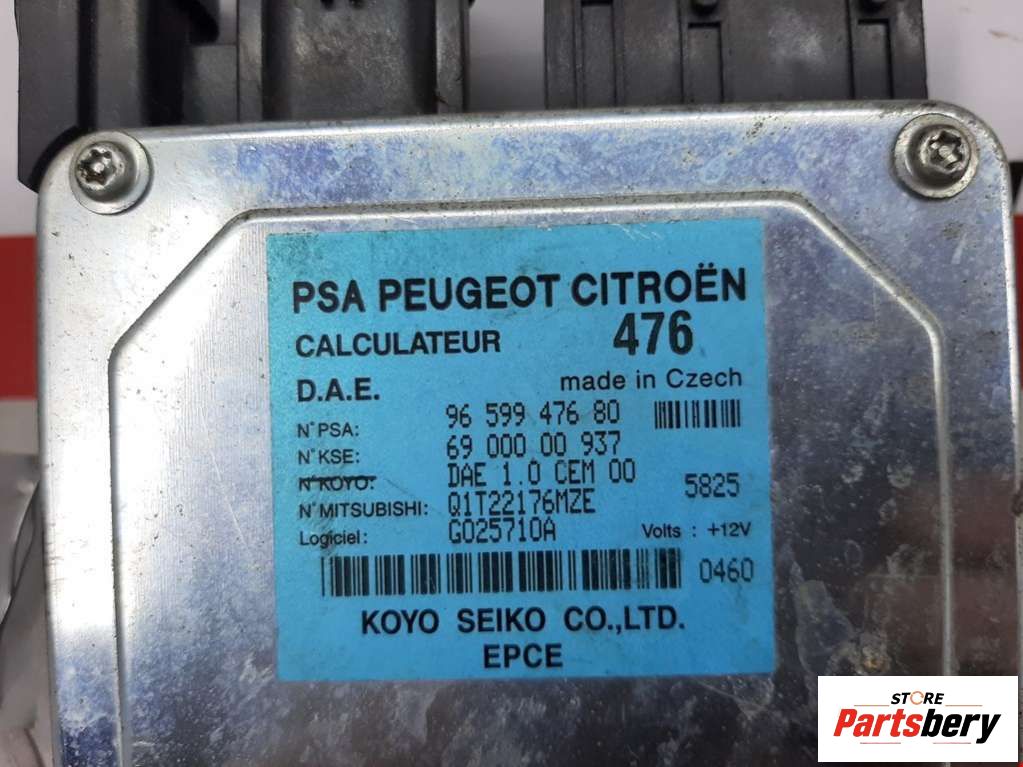 PSA PEUGEOT CITROËN
CALCULATEUR 476
D.A.E. made in Czech
N° PSA: 96 599 476 80
N° KSE: 69 000 00 937
N° KOYO: DAE 1.0 CEM 00
5825
N° MITSUBISHI: Q1T22176MZE
Logiciel: G025710A Volts : +12V
0460
KOYO SEIKO CO.,LTD.
EPCE
STORE
Partsbery